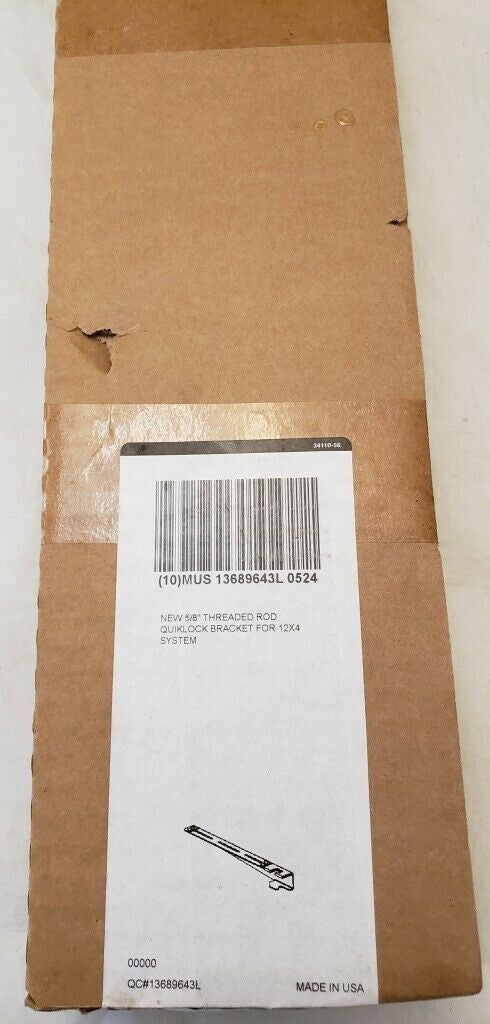 34110-56
(10)MUS 13689643L 0524
NEW 5/8" THREADED ROD
QUIKLOCK BRACKET FOR 12X4
SYSTEM
00000
QC#13689643L MADE IN USA